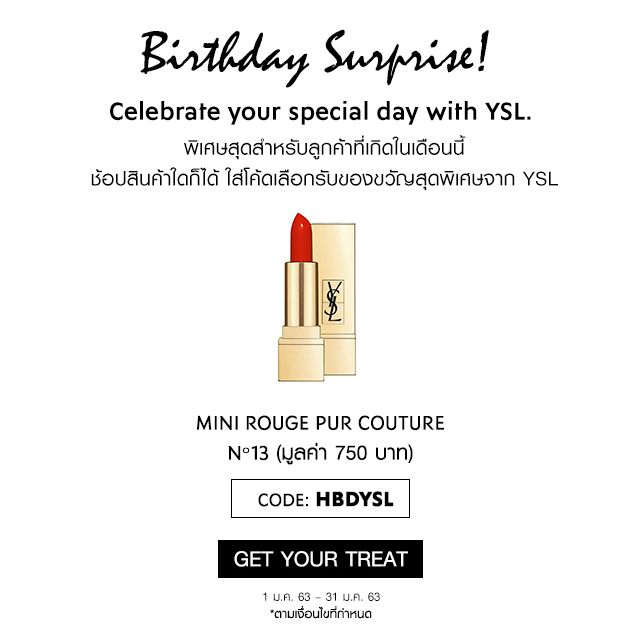 Birthday Surprise!
Celebrate your special day with YSL.
พิเศษสุดสำหรับลูกค้าที่เกิดในเดือนนี้
ช้อปสินค้าใดก็ได้ ใส่โค้ดเลือกรับของขวัญสุดพิเศษจาก YSL
YSL
MINI ROUGE PUR COUTURE
Nº13 (มูลค่า 750 บาท)
CODE: HBDYSL
GET YOUR TREAT
1 ม.ค. 63 – 31 ม.ค. 63
*ตามเงื่อนไขที่กำหนด